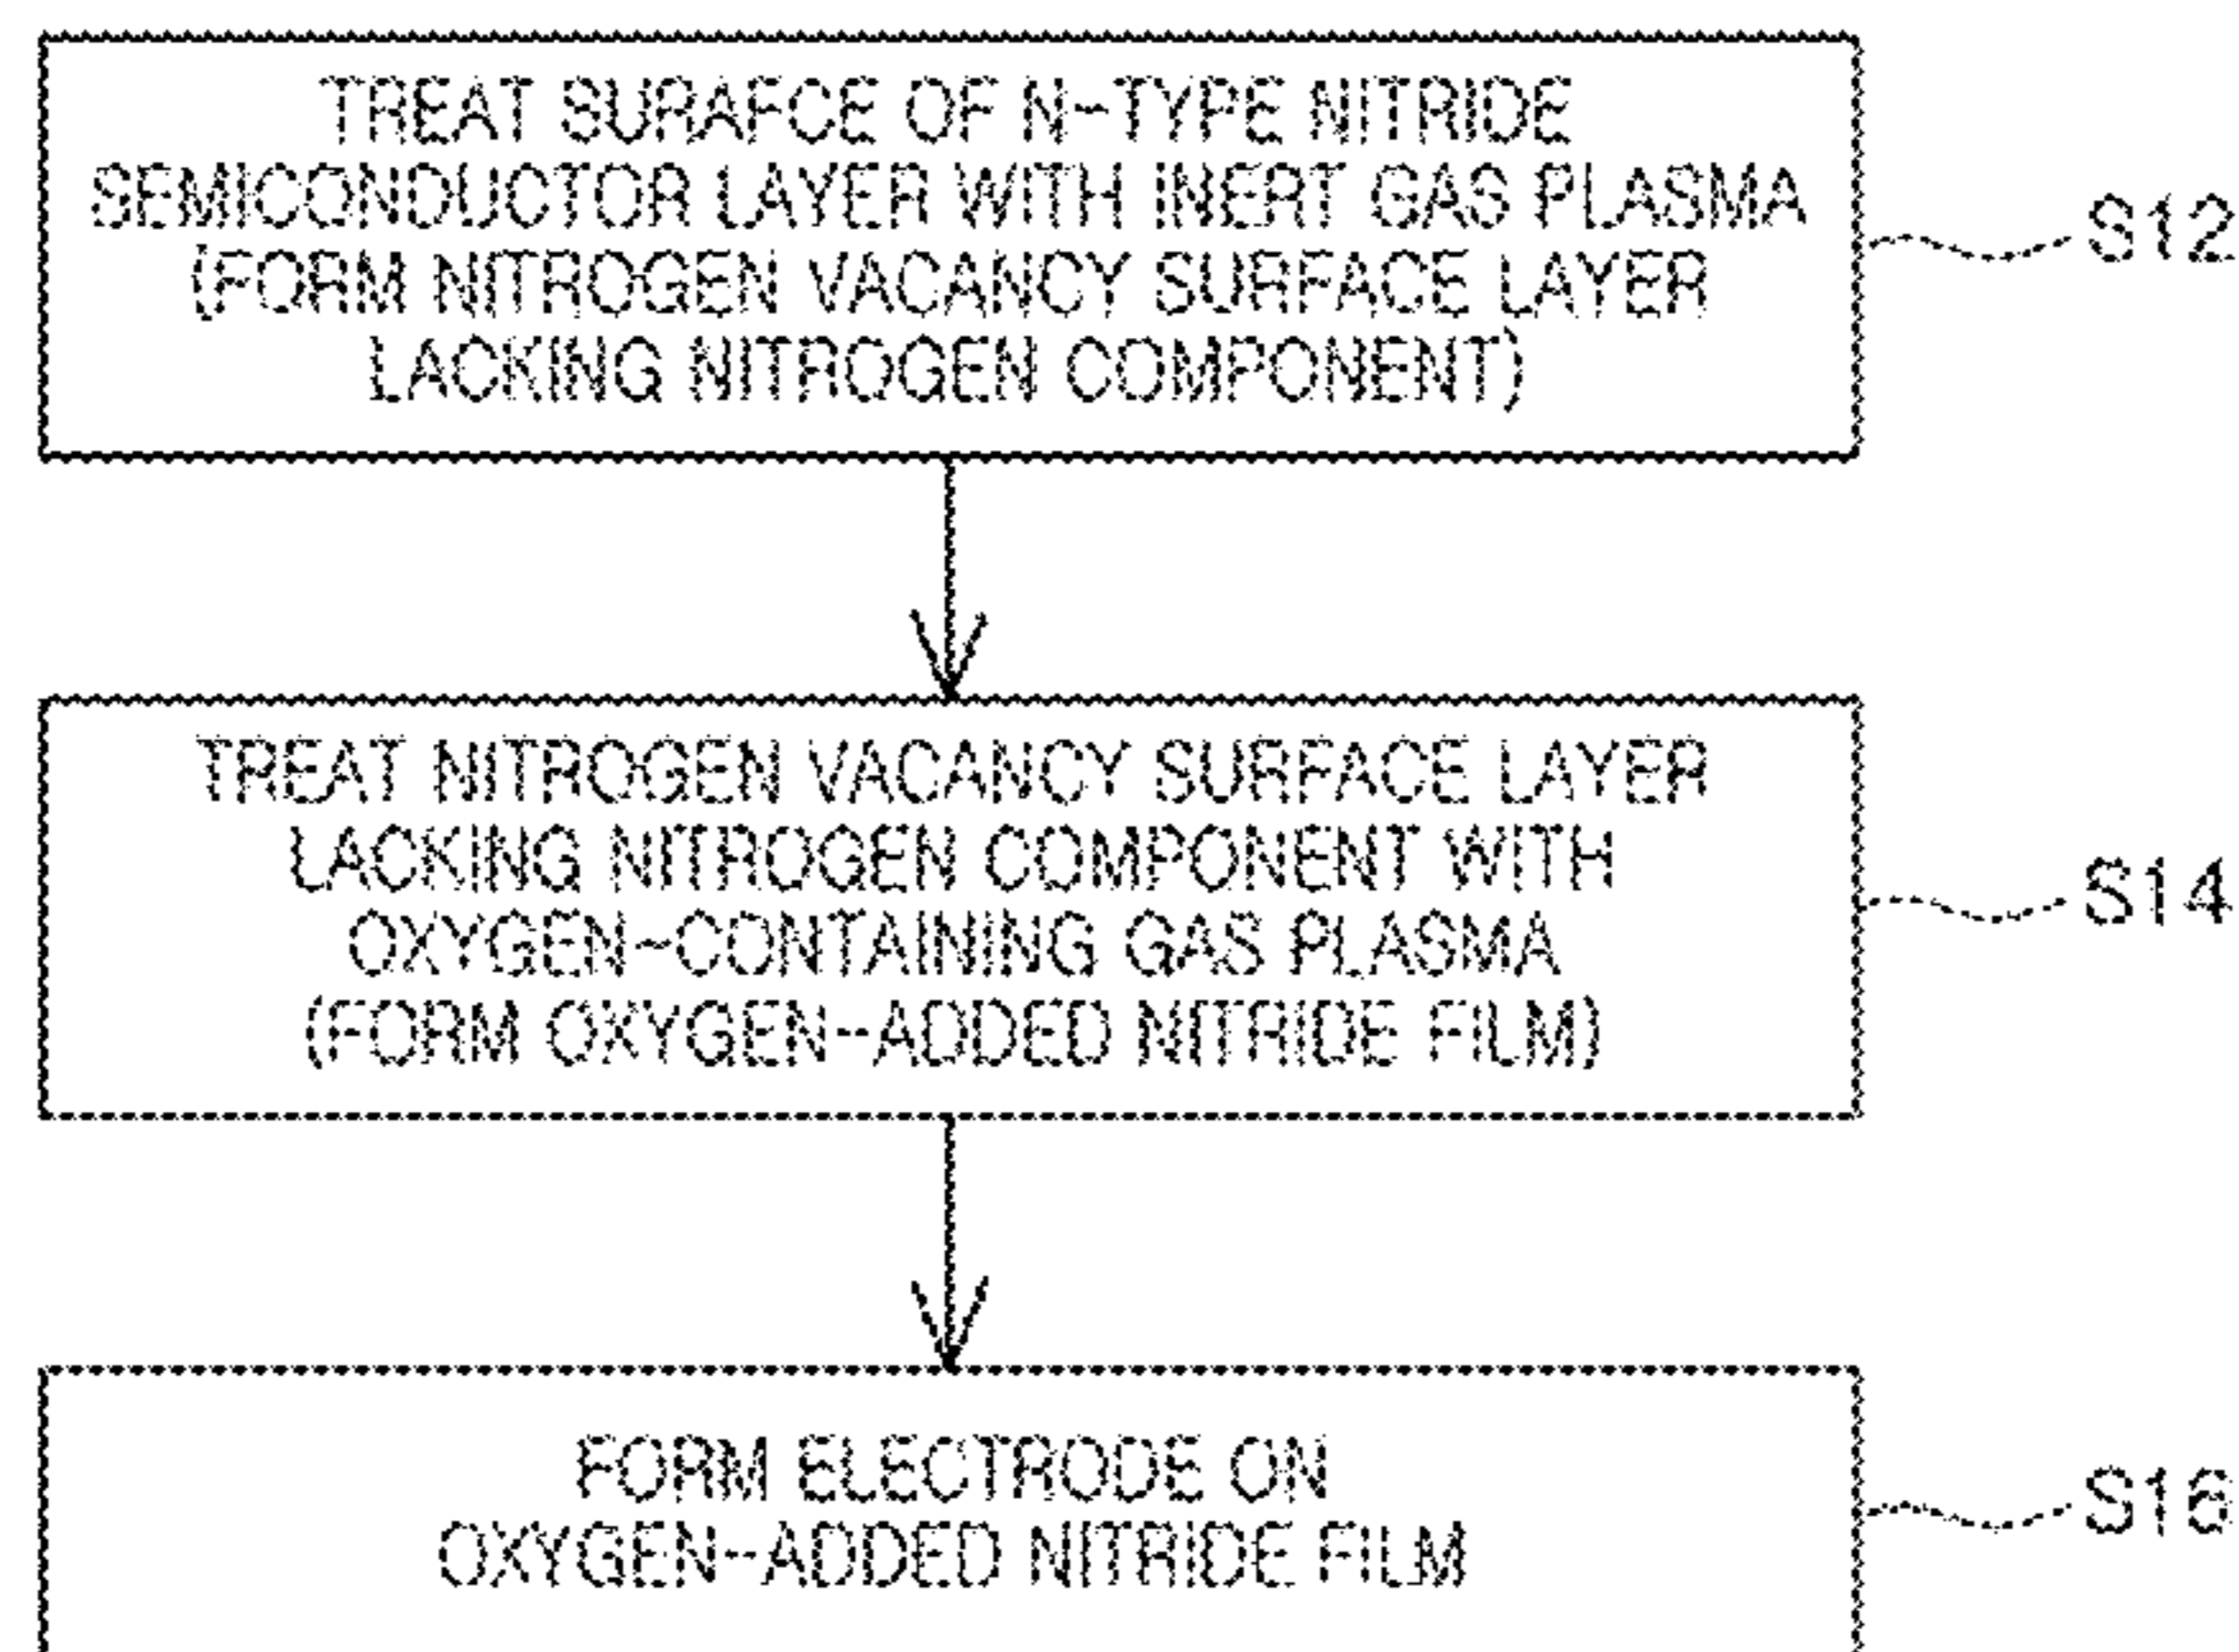 TREAT SURAFCE OF N-TYPE NITRIDE
SEMICONDUCTOR LAYER WITH INERT GAS PLASMA
(FORM NITROGEN VACANCY SURFACE LAYER
LACKING NITROGEN COMPONENT)
S12
TREAT NITROGEN VACANCY SURFACE LAYER
LACKING NITROGEN COMPONENT WITH
OXYGEN-CONTAINING GAS PLASMA
(FORM OXYGEN-ADDED NITRIDE FILM)
S14
FORM ELECTRODE ON
OXYGEN-ADDED NITRIDE FILM
S16